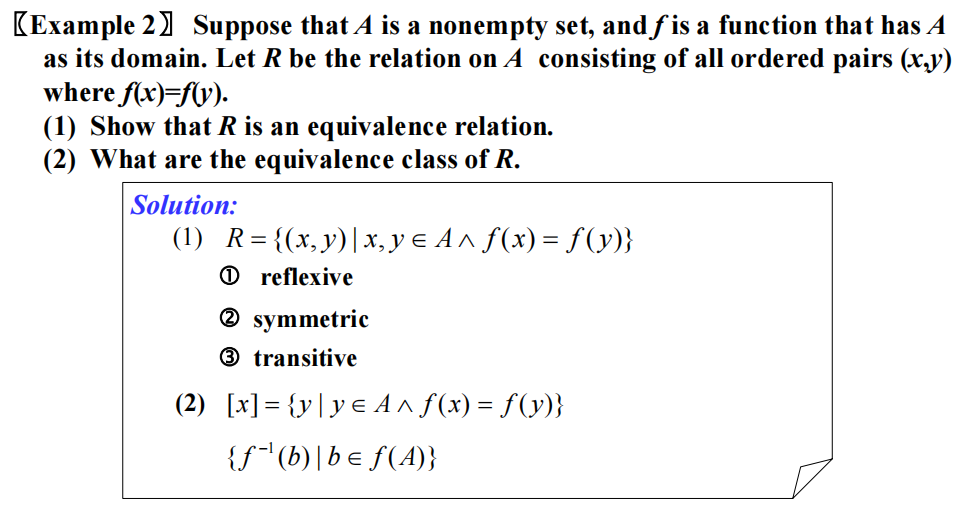 〖Example 2〗 Suppose that A is a nonempty set, and f is a function that has A
as its domain. Let R be the relation on A consisting of all ordered pairs (x,y)
where f(x)=f(y).
(1) Show that R is an equivalence relation.
(2) What are the equivalence class of R.
Solution:
(1) R = {(x, y) | x, y ∈ A ∧ f(x) = f(y)}
① reflexive
② symmetric
③ transitive
(2) [x] = {y | y ∈ A ∧ f(x) = f(y)}
{f⁻¹(b) | b ∈ f(A)}